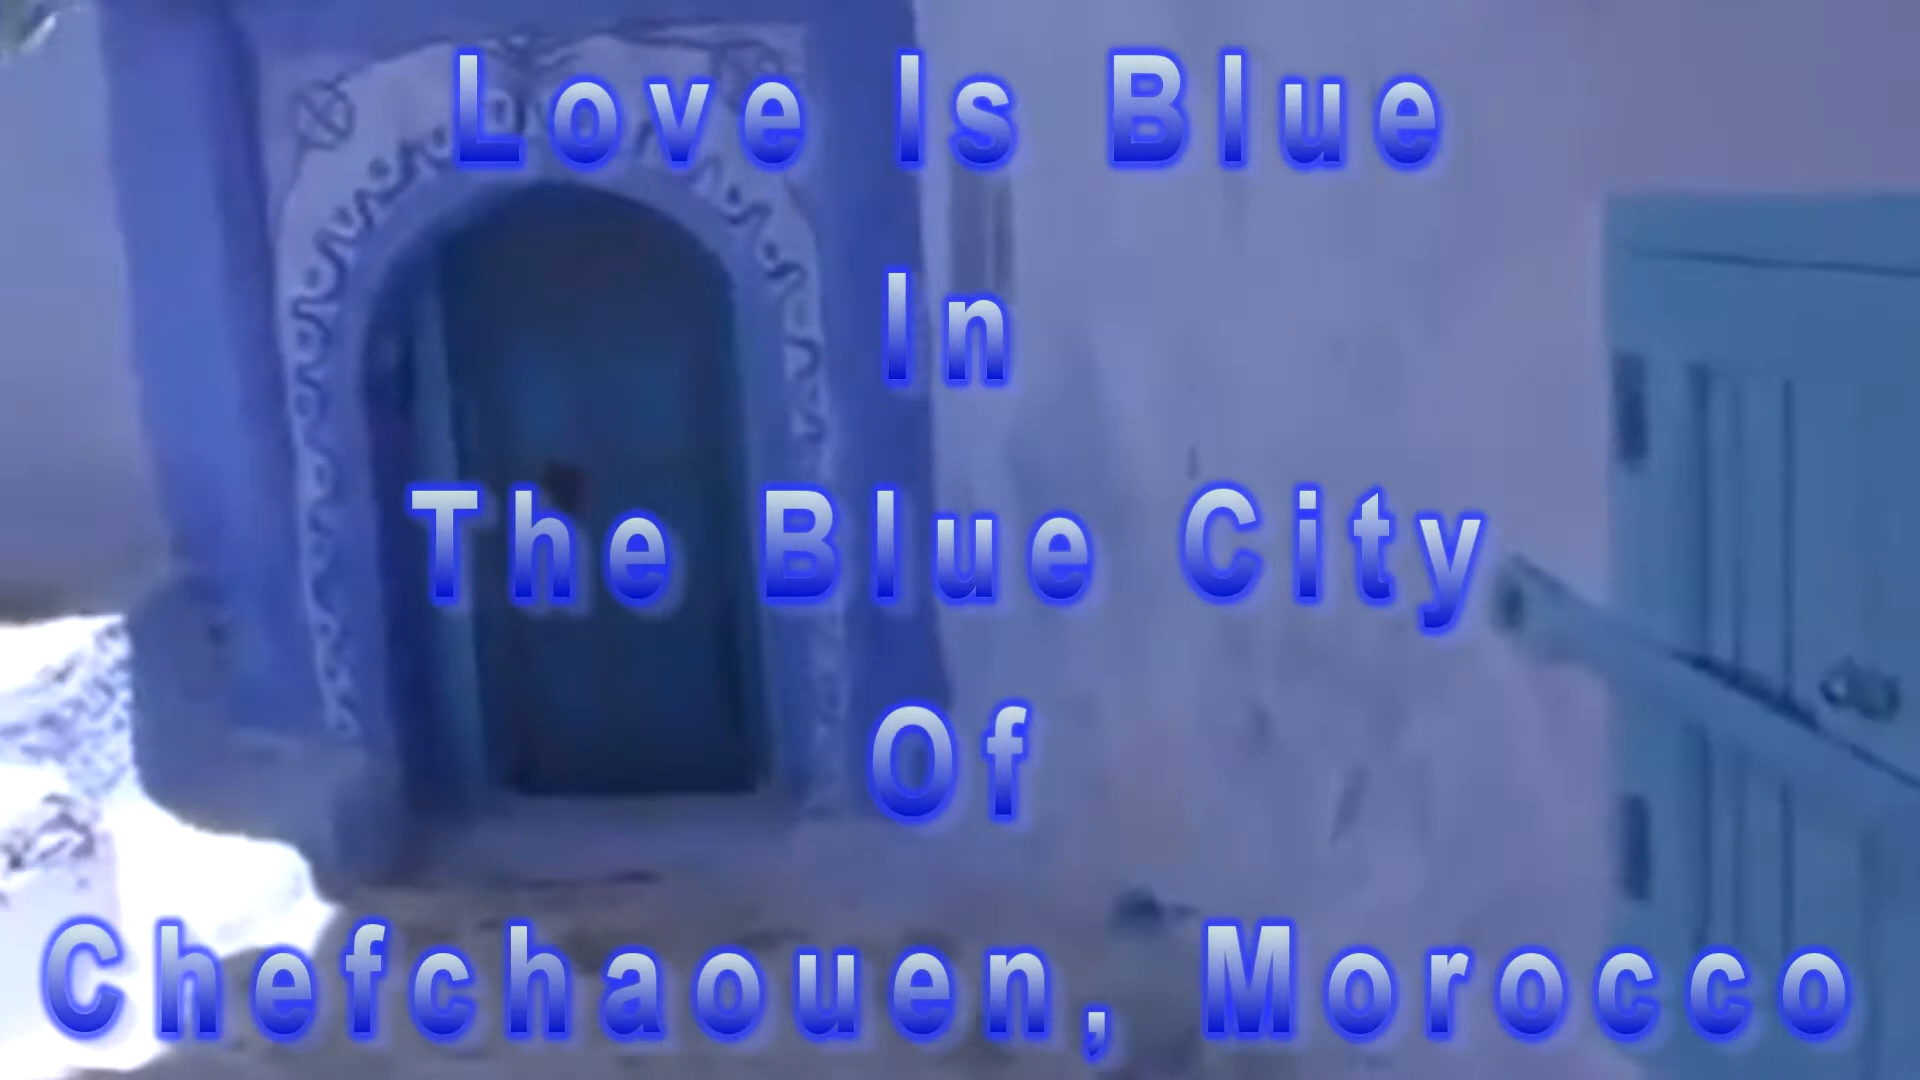 Love Is Blue
In
The Blue City
Of
Chefchaouen, Morocco